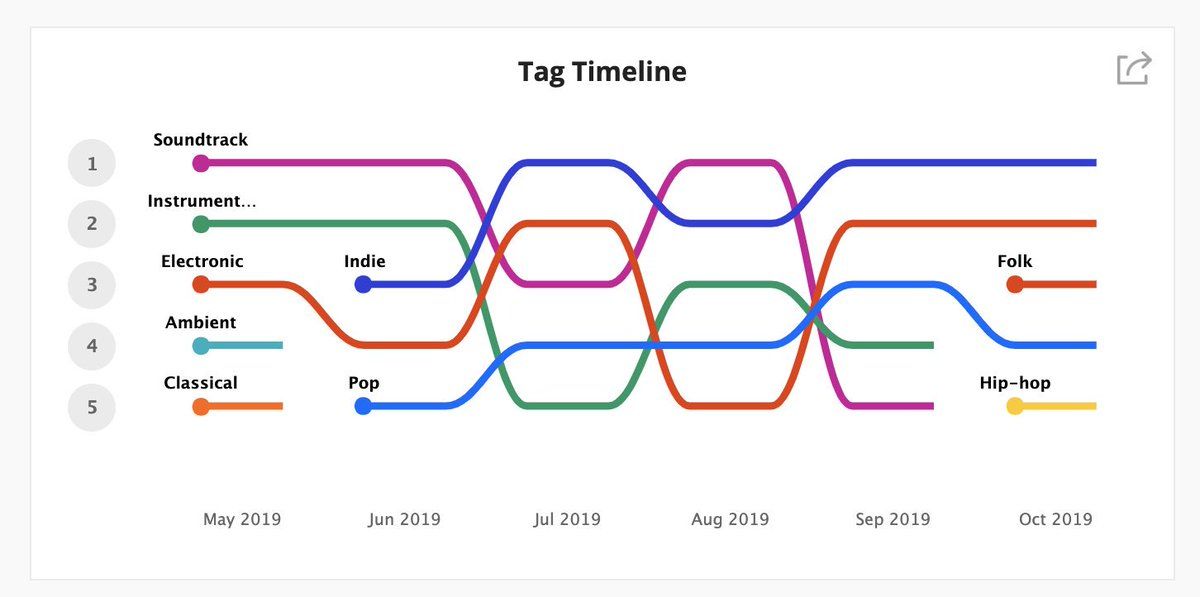 Tag Timeline
Soundtrack
1
Instrument...
2
Electronic
Indie
Folk
3
Ambient
4
Classical
Pop
Hip-hop
5
May 2019
Jun 2019
Jul 2019
Aug 2019
Sep 2019
Oct 2019